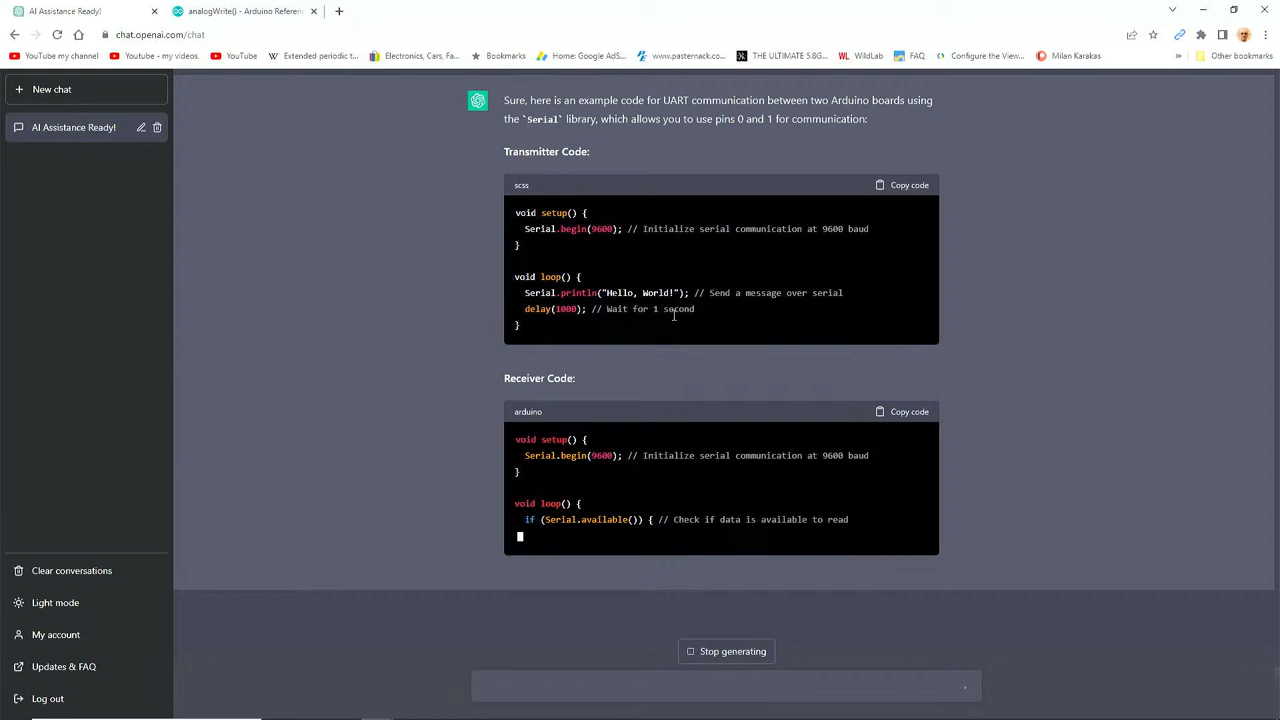 AI Assistance Ready!
analogWrite() - Arduino Referenc
chat.openai.com/chat
YouTube my channel
Youtube - my videos.
YouTube
Extended periodic t...
Electronics, Cars, Fa...
Bookmarks
Home: Google AdS...
www.pasternack.co...
THE ULTIMATE 5.8G...
WL WildLab
FAQ
Configure the View...
Milan Karakas
»
Other bookmarks
New chat
AI Assistance Ready!
Clear conversations
Light mode
My account
Updates & FAQ
Log out
Sure, here is an example code for UART communication between two Arduino boards using
the `Serial` library, which allows you to use pins 0 and 1 for communication:
Transmitter Code:
scss
Copy code
void setup() {
Serial.begin(9600); // Initialize serial communication at 9600 baud
}
void loop() {
Serial.println("Hello, World!"); // Send a message over serial
delay(1000); // Wait for 1 second
}
Receiver Code:
arduino
Copy code
void setup() {
Serial.begin(9600); // Initialize serial communication at 9600 baud
}
void loop() {
if (Serial.available()) { // Check if data is available to read
Stop generating